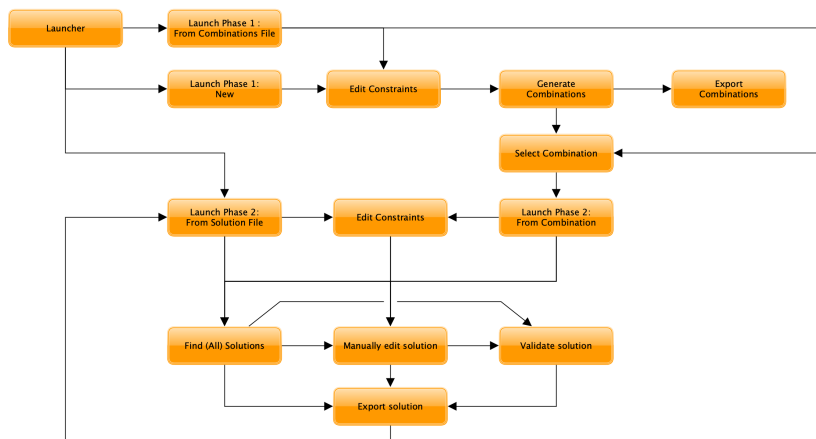 Launcher
Launch Phase 1 :
From Combinations File
Launch Phase 1:
New
Edit Constraints
Generate
Combinations
Export
Combinations
Select Combination
Launch Phase 2:
From Solution File
Edit Constraints
Launch Phase 2:
From Combination
Find (All) Solutions
Manually edit solution
Validate solution
Export solution